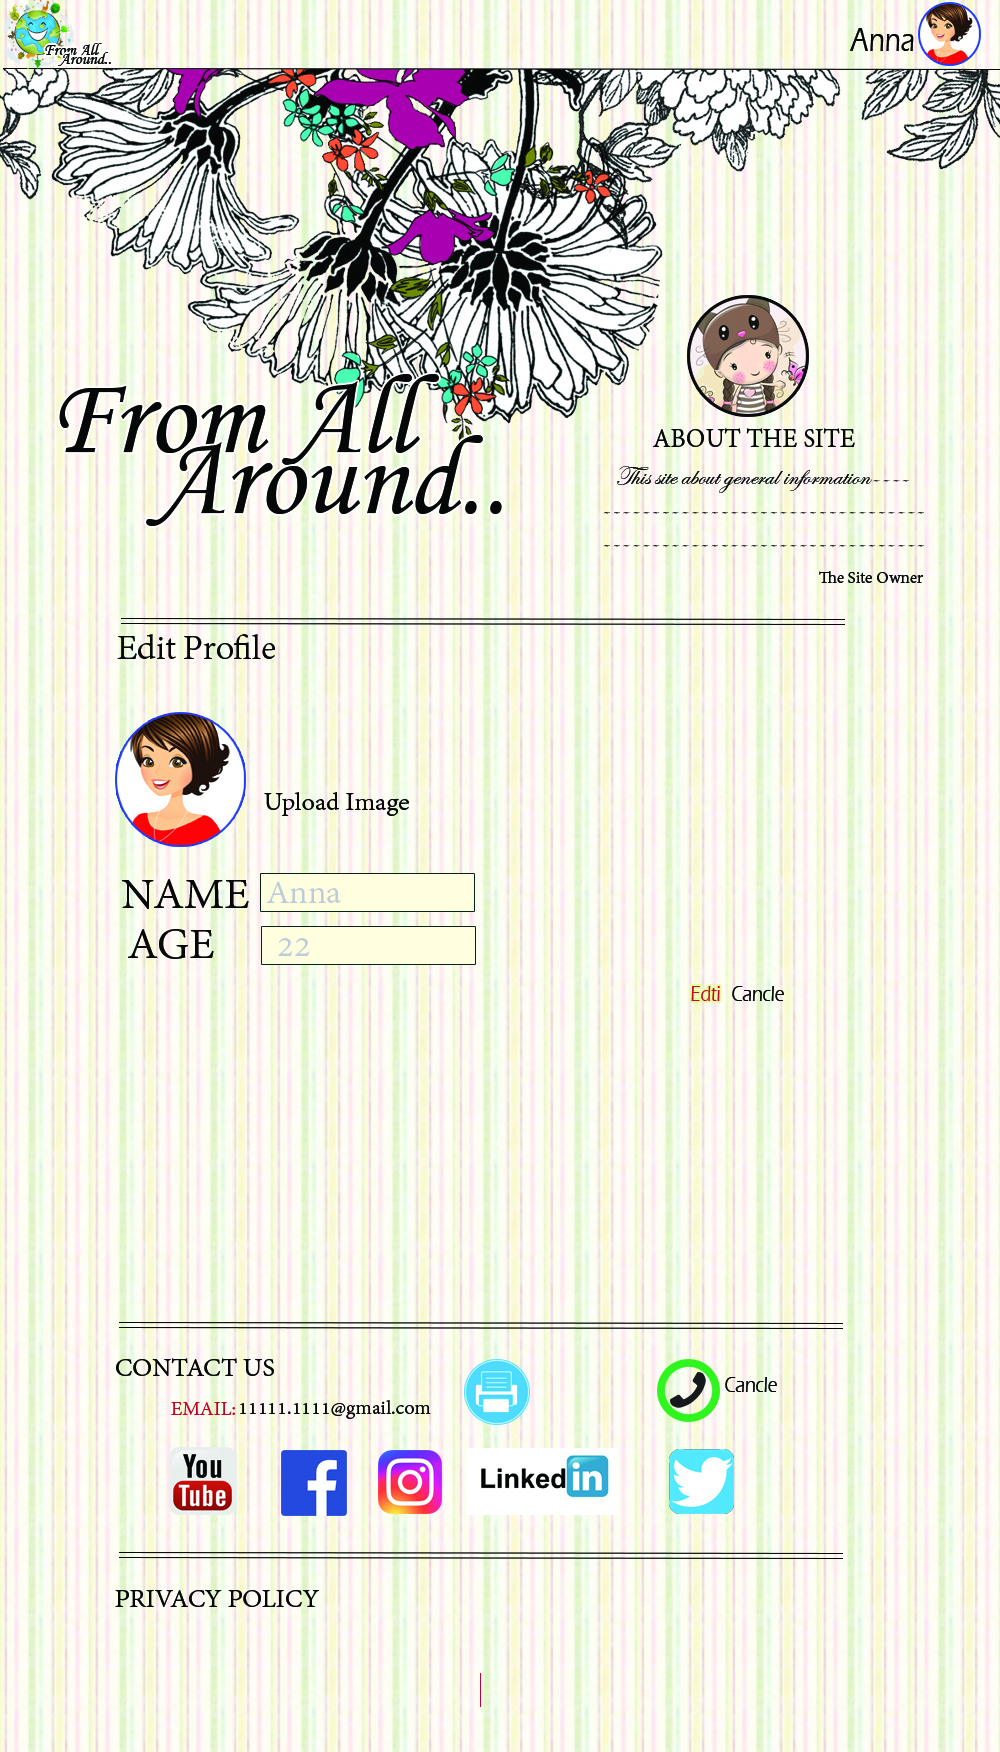 From All
Around..
Anna
From All
Around..
ABOUT THE SITE
This site about general information----
--------------------------------
--------------------------------
The Site Owner
Edit Profile
Upload Image
NAME Anna
AGE 22
Edti Cancle
CONTACT US
Cancle
EMAIL: 11111.1111@gmail.com
You
Tube
Linked in
PRIVACY POLICY